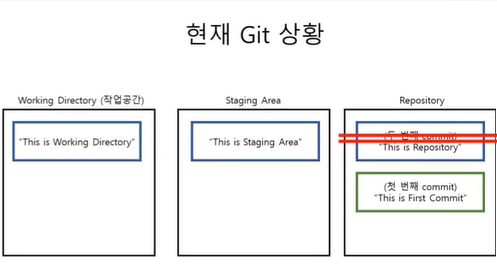 현재 Git 상황
Working Directory (작업공간)
Staging Area
Repository
"This is Working Directory"
"This is Staging Area"
(두 번째 commit)
"This is Repository"
(첫 번째 commit)
"This is First Commit"